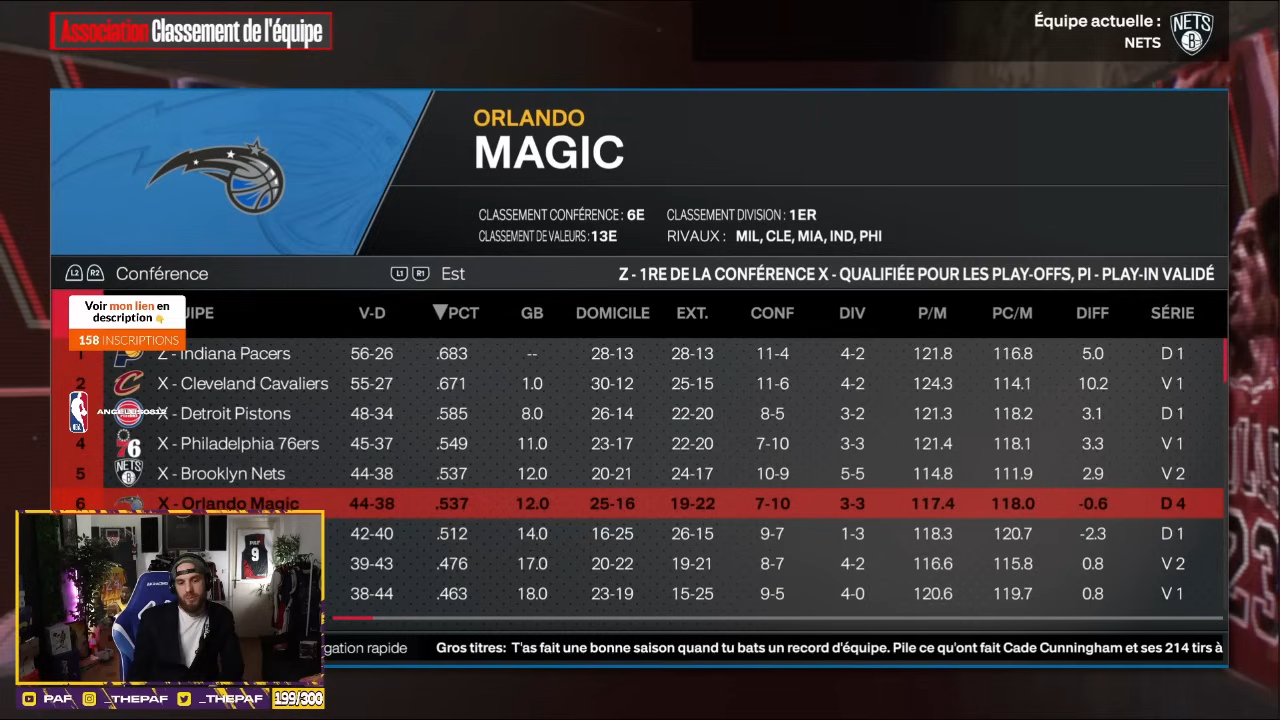 Association Classement de l'équipe
Équipe actuelle :
NETS
NETS
B
ORLANDO
MAGIC
CLASSEMENT CONFÉRENCE : 6E CLASSEMENT DIVISION : 1ER
CLASSEMENT DE VALEURS : 13E RIVAUX : MIL, CLE, MIA, IND, PHI
L2 R2 Conférence L1 R1 Est Z - 1RE DE LA CONFÉRENCE X - QUALIFIÉE POUR LES PLAY-OFFS, PI - PLAY-IN VALIDÉ
Voir mon lien en
description
158 INSCRIPTIONS
UIPE V-D ▼PCT GB DOMICILE EXT. CONF DIV P/M PC/M DIFF SÉRIE
1 Z - Indiana Pacers 56-26 .683 -- 28-13 28-13 11-4 4-2 121.8 116.8 5.0 D 1
2 X - Cleveland Cavaliers 55-27 .671 1.0 30-12 25-15 11-6 4-2 124.3 114.1 10.2 V 1
X - Detroit Pistons 48-34 .585 8.0 26-14 22-20 8-5 3-2 121.3 118.2 3.1 D 1
4 X - Philadelphia 76ers 45-37 .549 11.0 23-17 22-20 7-10 3-3 121.4 118.1 3.3 V 1
5 X - Brooklyn Nets 44-38 .537 12.0 20-21 24-17 10-9 5-5 114.8 111.9 2.9 V 2
6 X - Orlando Magic 44-38 .537 12.0 25-16 19-22 7-10 3-3 117.4 118.0 -0.6 D 4
42-40 .512 14.0 16-25 26-15 9-7 1-3 118.3 120.7 -2.3 D 1
39-43 .476 17.0 20-22 19-21 8-7 4-2 116.6 115.8 0.8 V 2
38-44 .463 18.0 23-19 15-25 9-5 4-0 120.6 119.7 0.8 V 1
gation rapide Gros titres: T'as fait une bonne saison quand tu bats un record d'équipe. Pile ce qu'ont fait Cade Cunningham et ses 214 tirs à
PAF
9
PAF _THEPAF _THEPAF 199/300
23